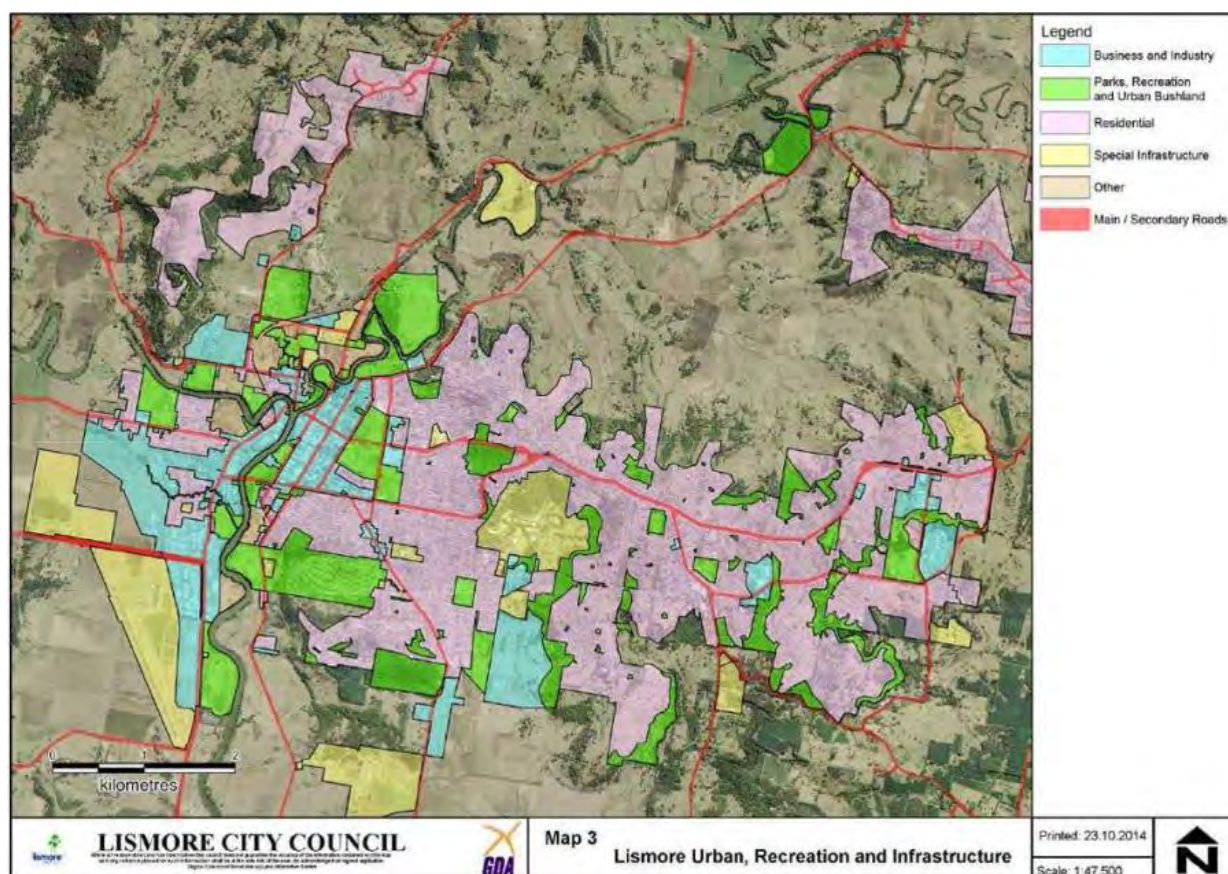 Legend
Business and Industry
Parks, Recreation
and Urban Bushland
Residential
Special Infrastructure
Other
Main / Secondary Roads
0 1 2
kilometres
lismore
LISMORE CITY COUNCIL
GDA
Map 3
Lismore Urban, Recreation and Infrastructure
Printed: 23.10.2014
Scale: 1:47,500
N